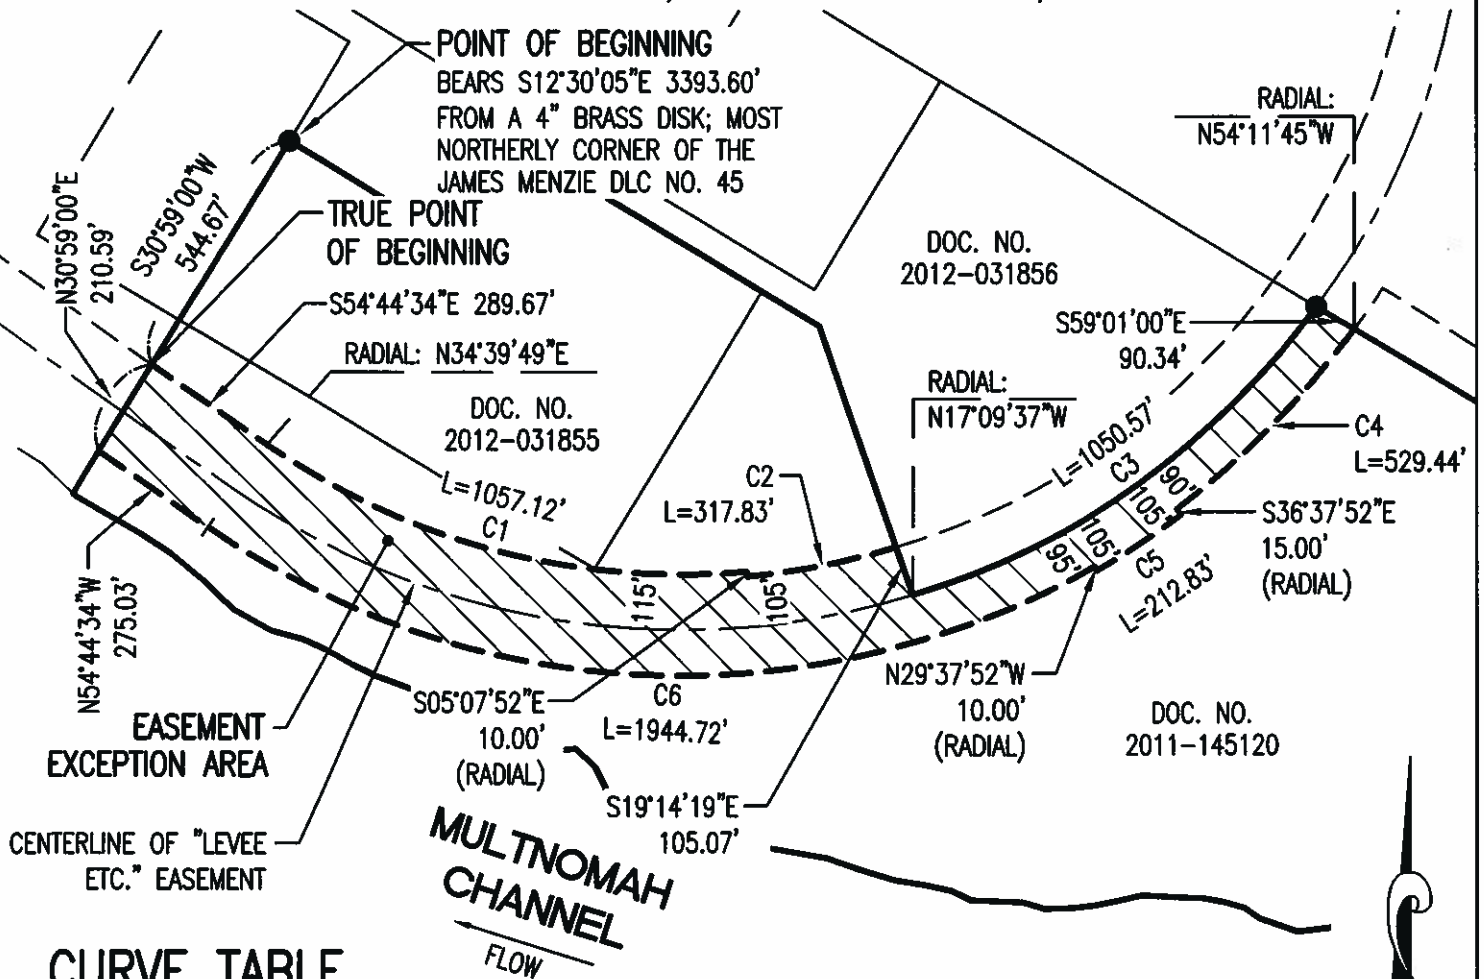 POINT OF BEGINNING
BEARS S12°30'05"E 3393.60'
FROM A 4" BRASS DISK; MOST
NORTHERLY CORNER OF THE
JAMES MENZIE DLC NO. 45
RADIAL:
N54°11'45"W
N30°59'00"E
210.59'
S30°59'00"W
544.67'
TRUE POINT
OF BEGINNING
S54°44'34"E 289.67'
RADIAL: N34°39'49"E
DOC. NO.
2012-031855
DOC. NO.
2012-031856
S59°01'00"E
90.34'
RADIAL:
N17°09'37"W
L=1057.12'
C1
C2
L=317.83'
L=1050.57'
C3
90'
105'
105'
95'
C4
L=529.44'
S36°37'52"E
15.00'
(RADIAL)
C5
L=212.83'
115'
105'
N54°44'34"W
275.03'
S05°07'52"E
10.00'
(RADIAL)
C6
L=1944.72'
N29°37'52"W
10.00'
(RADIAL)
DOC. NO.
2011-145120
EASEMENT
EXCEPTION AREA
S19°14'19"E
105.07'
CENTERLINE OF "LEVEE
ETC." EASEMENT
MULTNOMAH
CHANNEL
FLOW
CURVE TABLE